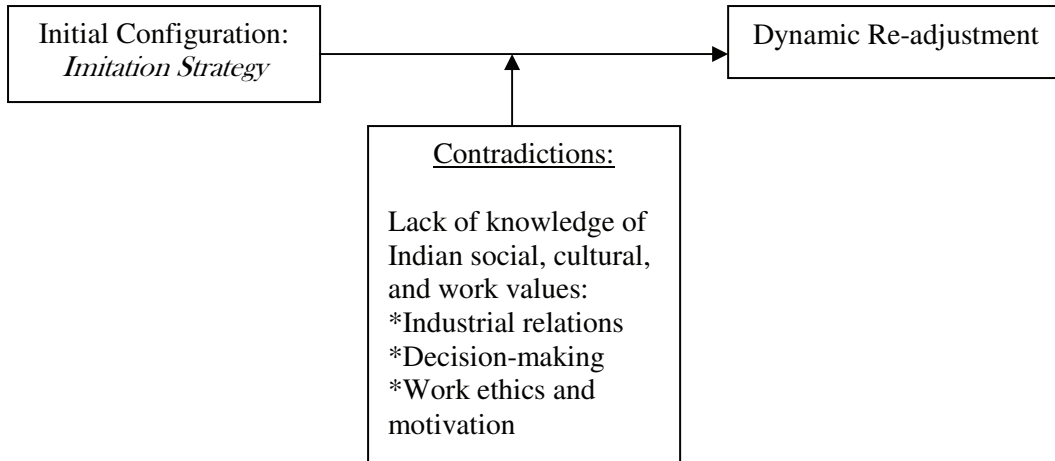 Initial Configuration:
Imitation Strategy
Dynamic Re-adjustment
Contradictions:
Lack of knowledge of
Indian social, cultural,
and work values:
*Industrial relations
*Decision-making
*Work ethics and
motivation